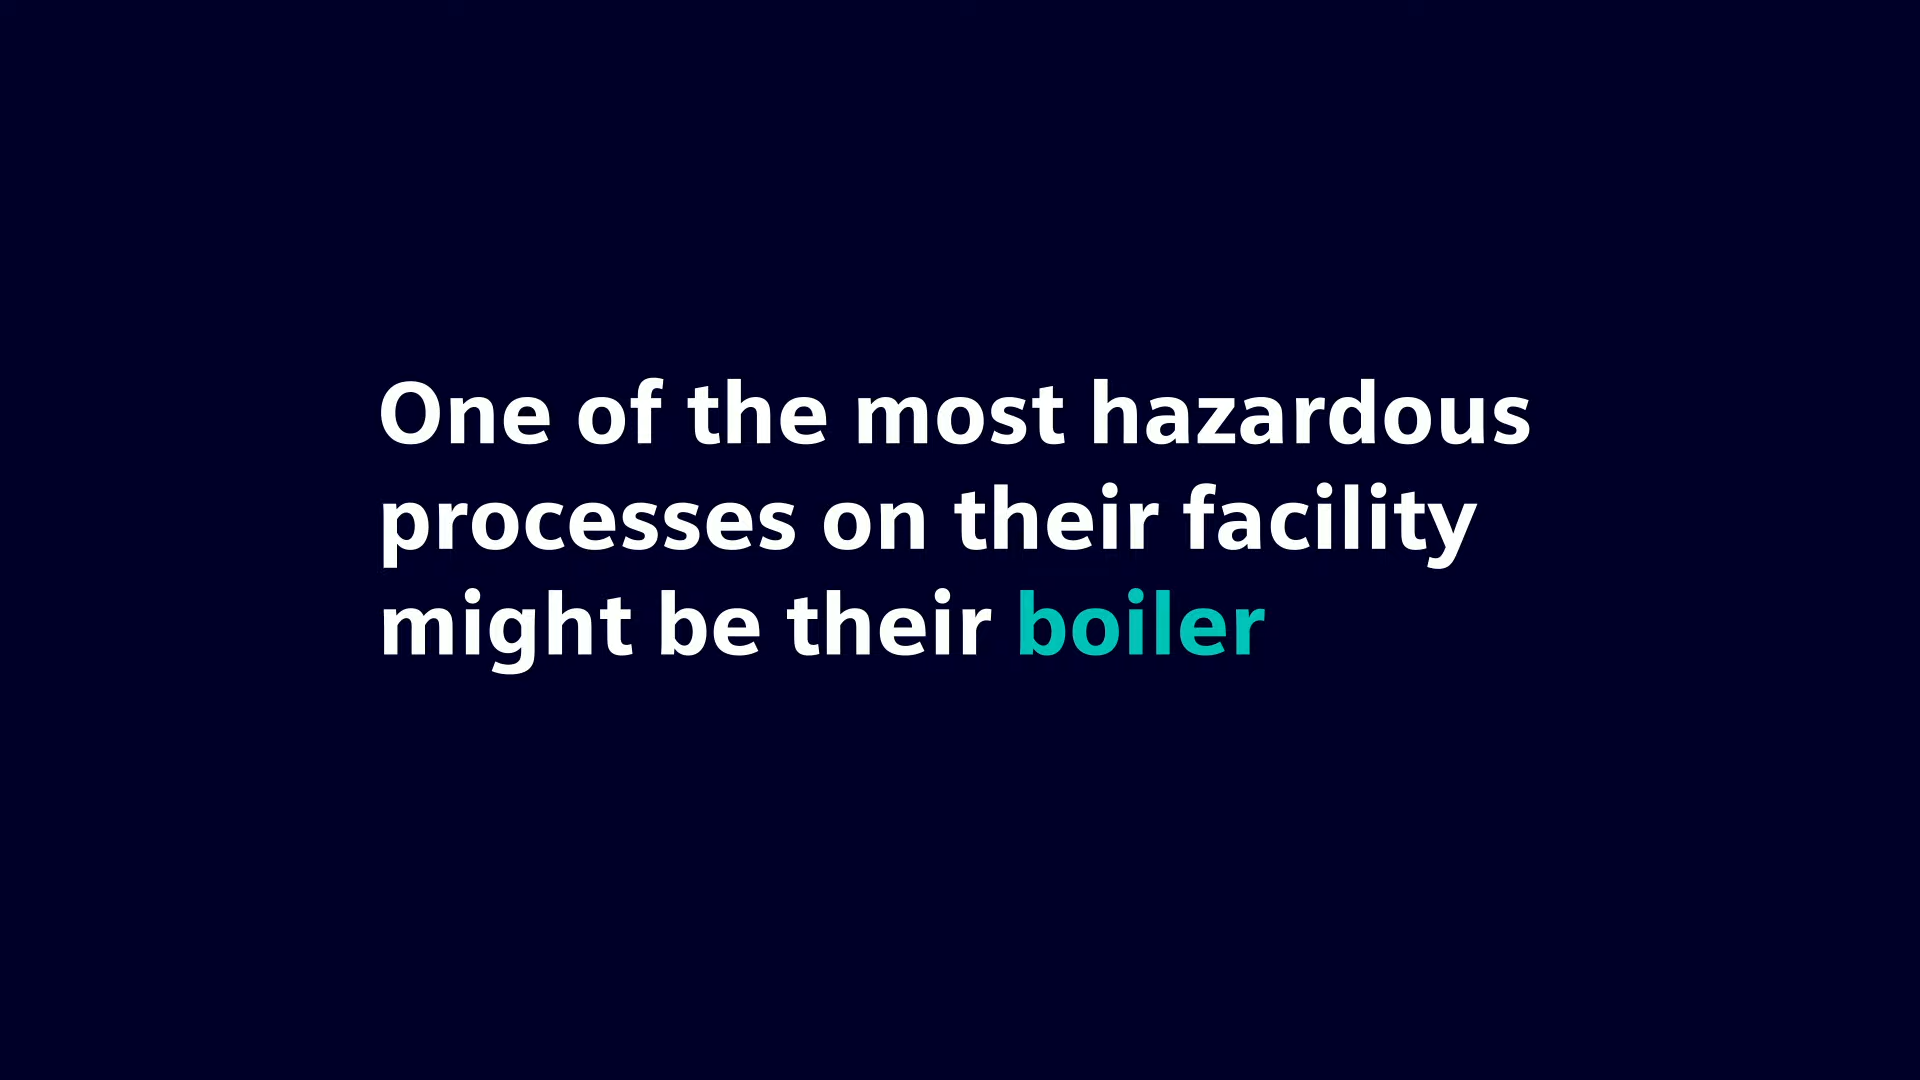 One of the most hazardous
processes on their facility
might be their boiler